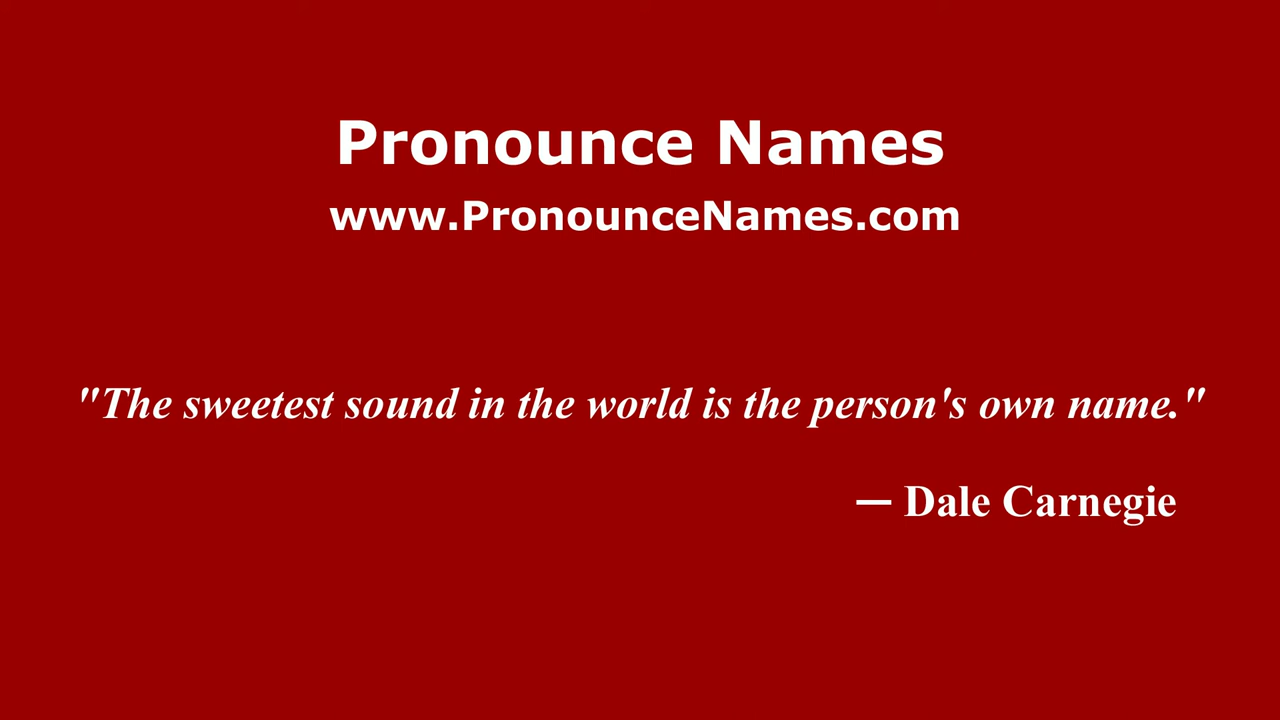 Pronounce Names
www.PronounceNames.com
"The sweetest sound in the world is the person's own name."
— Dale Carnegie